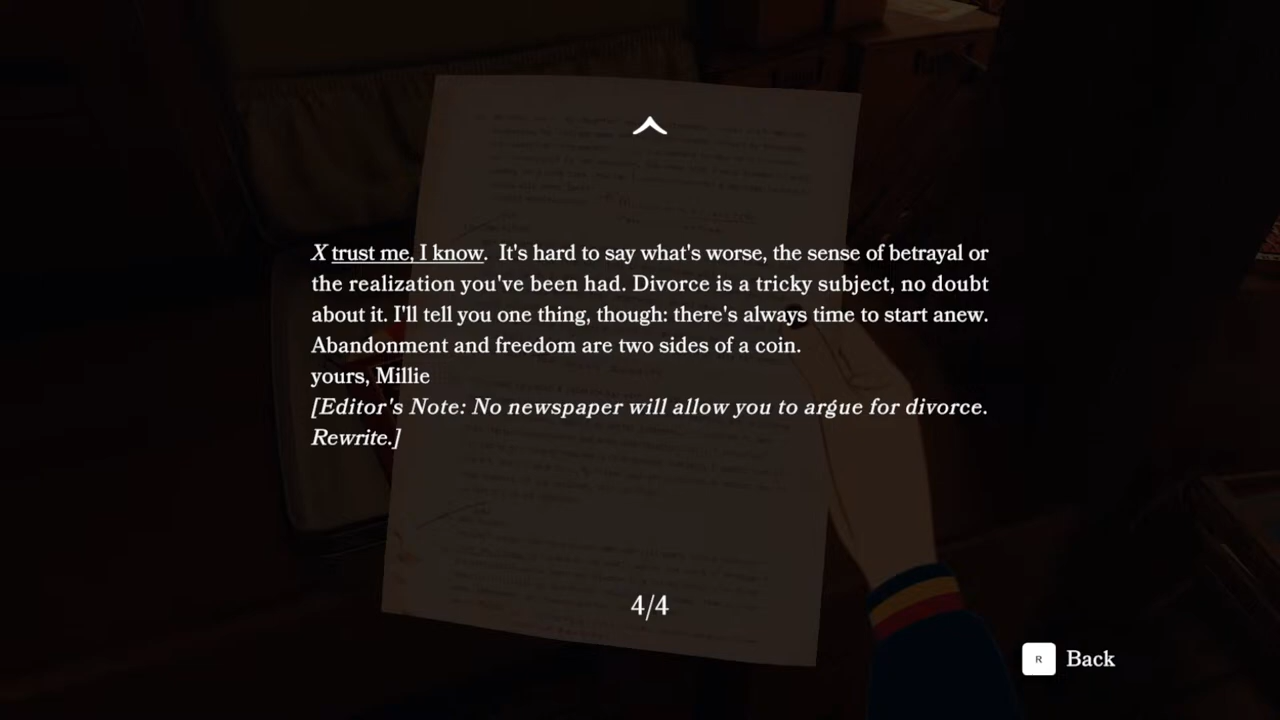 X trust me, I know. It's hard to say what's worse, the sense of betrayal or
the realization you've been had. Divorce is a tricky subject, no doubt
about it. I'll tell you one thing, though: there's always time to start anew.
Abandonment and freedom are two sides of a coin.
yours, Millie
[Editor's Note: No newspaper will allow you to argue for divorce.
Rewrite.]
4/4
R Back